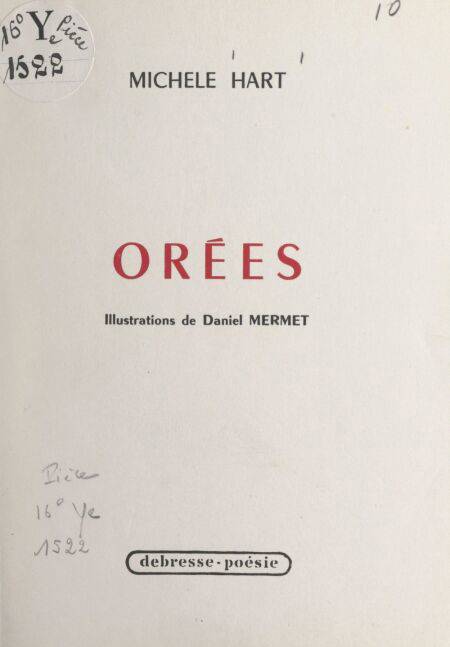 16° Ye Pièce
1522
10
MICHELE HART
ORÉES
Illustrations de Daniel MERMET
Pièce
16° Ye
1522
debresse-poésie